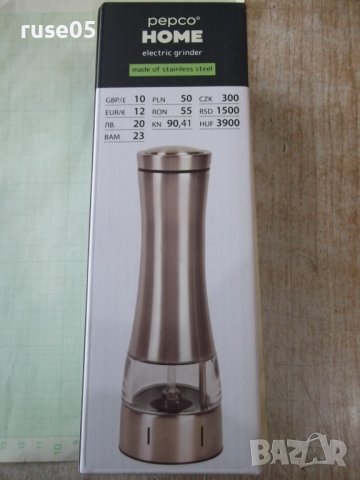 ruse05
pepco®
HOME
electric grinder
made of stainless steel
GBP/£ 10 PLN 50 CZK 300
EUR/€ 12 RON 55 RSD 1500
ЛВ. 20 KN 90,41 HUF 3900
BAM. 23
bazar